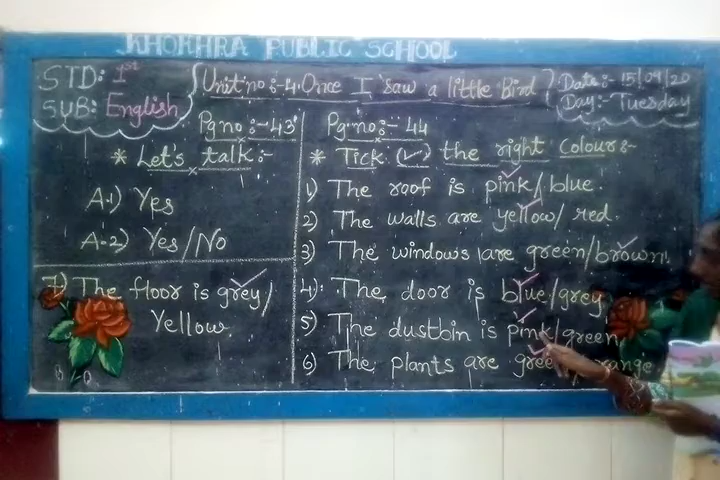 KHOKHRA PUBLIC SCHOOL
STD: 1st
SUB: English
Unit no :- 4. Once I saw a little Bird
Date:- 15/09/20
Day:- Tuesday
Pg no :- 43
* Let's talk :-
A-1) Yes
A-2) Yes/No
7) The floor is grey/
Yellow.
Pg no :- 44
* Tick (✓) the right colour:-
1) The roof is pink/blue.
2) The walls are yellow/red.
3) The windows are green/brown.
4) The door is blue/grey
5) The dustbin is pink/green
6) The plants are